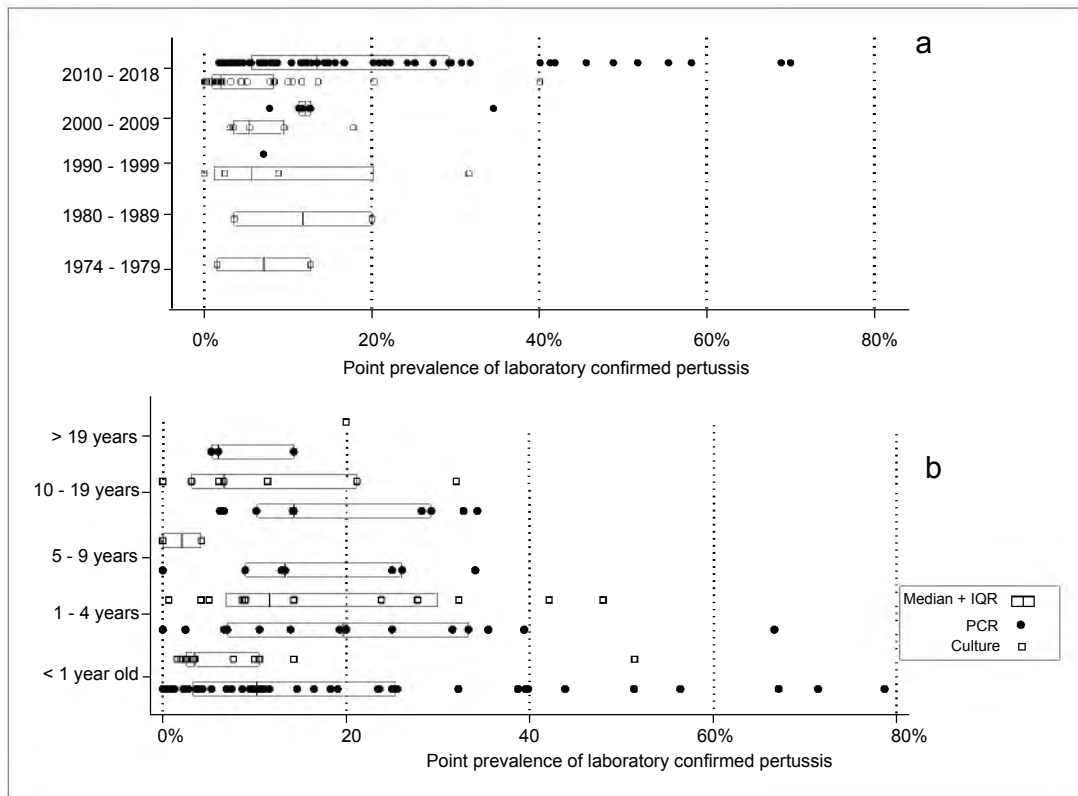 a
2010 - 2018
2000 - 2009
1990 - 1999
1980 - 1989
1974 - 1979
0%
20%
40%
60%
80%
Point prevalence of laboratory confirmed pertussis
b
> 19 years
10 - 19 years
5 - 9 years
1 - 4 years
< 1 year old
Median + IQR
PCR
Culture
0%
20
40%
60%
80%
Point prevalence of laboratory confirmed pertussis